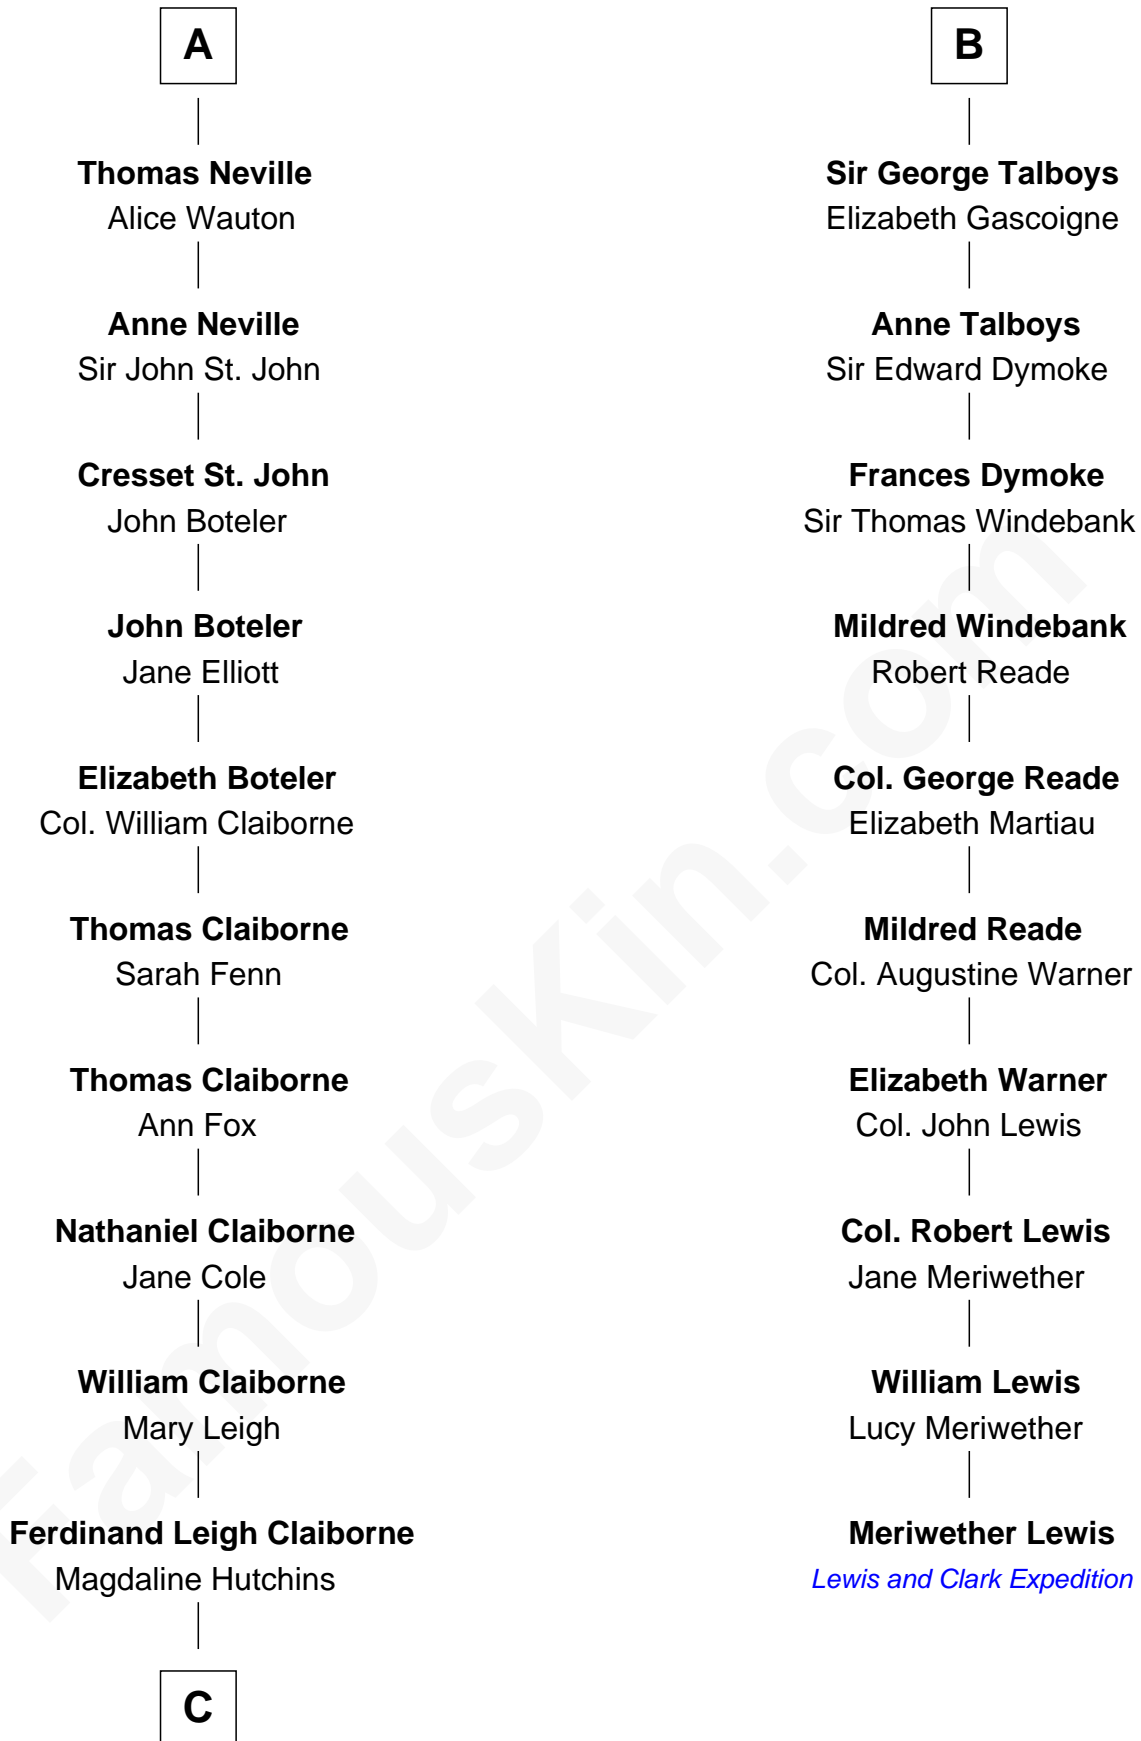 A
Thomas Neville
Alice Wauton
Anne Neville
Sir John St. John
Cresset St. John
John Boteler
John Boteler
Jane Elliott
Elizabeth Boteler
Col. William Claiborne
Thomas Claiborne
Sarah Fenn
Thomas Claiborne
Ann Fox
Nathaniel Claiborne
Jane Cole
William Claiborne
Mary Leigh
Ferdinand Leigh Claiborne
Magdaline Hutchins
C
B
Sir George Talboys
Elizabeth Gascoigne
Anne Talboys
Sir Edward Dymoke
Frances Dymoke
Sir Thomas Windebank
Mildred Windebank
Robert Reade
Col. George Reade
Elizabeth Martiau
Mildred Reade
Col. Augustine Warner
Elizabeth Warner
Col. John Lewis
Col. Robert Lewis
Jane Meriwether
William Lewis
Lucy Meriwether
Meriwether Lewis
Lewis and Clark Expedition
FamousKin.com